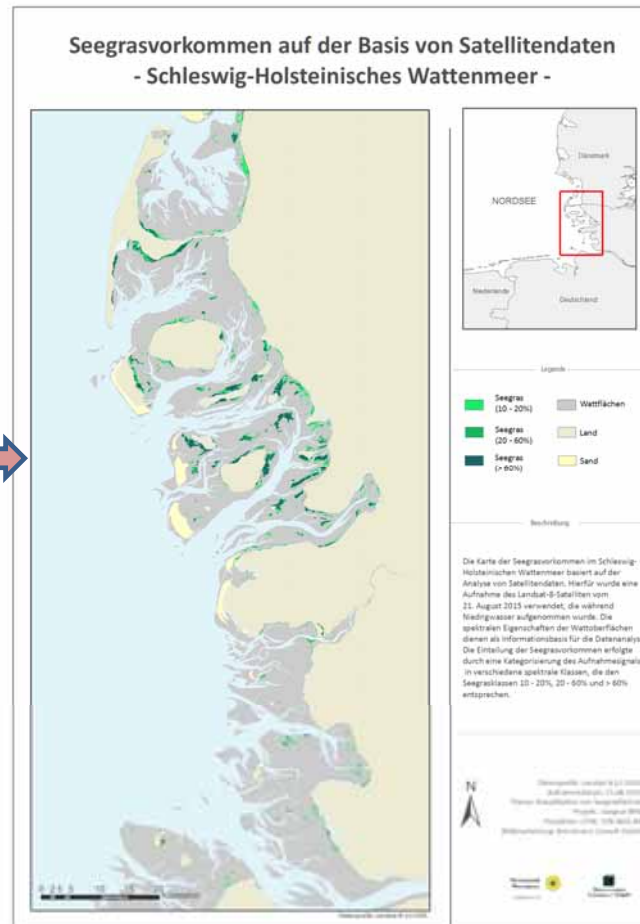 Seegrasvorkommen auf der Basis von Satellitendaten
- Schleswig-Holsteinisches Wattenmeer -
Dänemark
NORDSEE
Niederlande
Deutschland
Legende
Seegras
(10 - 20%)
Wattflächen
Seegras
(20 - 60%)
Land
Seegras
(> 60%)
Sand
Beschreibung
Die Karte der Seegrasvorkommen im Schleswig-
Holsteinischen Wattenmeer basiert auf der
Analyse von Satellitendaten. Hierfür wurde eine
Aufnahme des Landsat-8-Satelliten vom
21. August 2015 verwendet, die während
Niedrigwasser aufgenommen wurde. Die
spektralen Eigenschaften der Wattoberflächen
dienen als Informationsbasis für die Datenanalyse
Die Einteilung der Seegrasvorkommen erfolgte
durch eine Kategorisierung des Aufnahmesignals
in verschiedene spektrale Klassen, die den
Seegrasklassen 10 - 20%, 20 - 60% und > 60%
entsprechen.
N